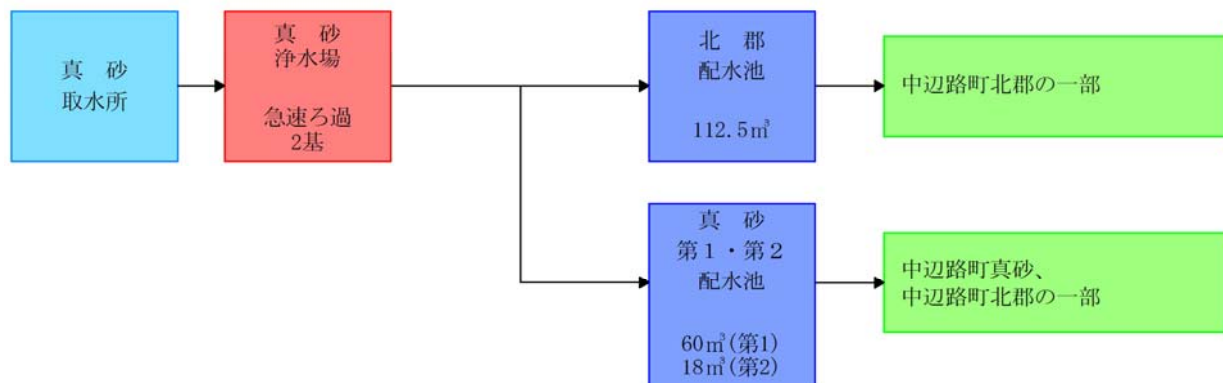 真　砂
取水所
真　砂
浄水場
急速ろ過
2基
北　郡
配水池
112.5㎥
中辺路町北郡の一部
真　砂
第１・第２
配水池
60㎥(第1)
18㎥(第2)
中辺路町真砂、
中辺路町北郡の一部